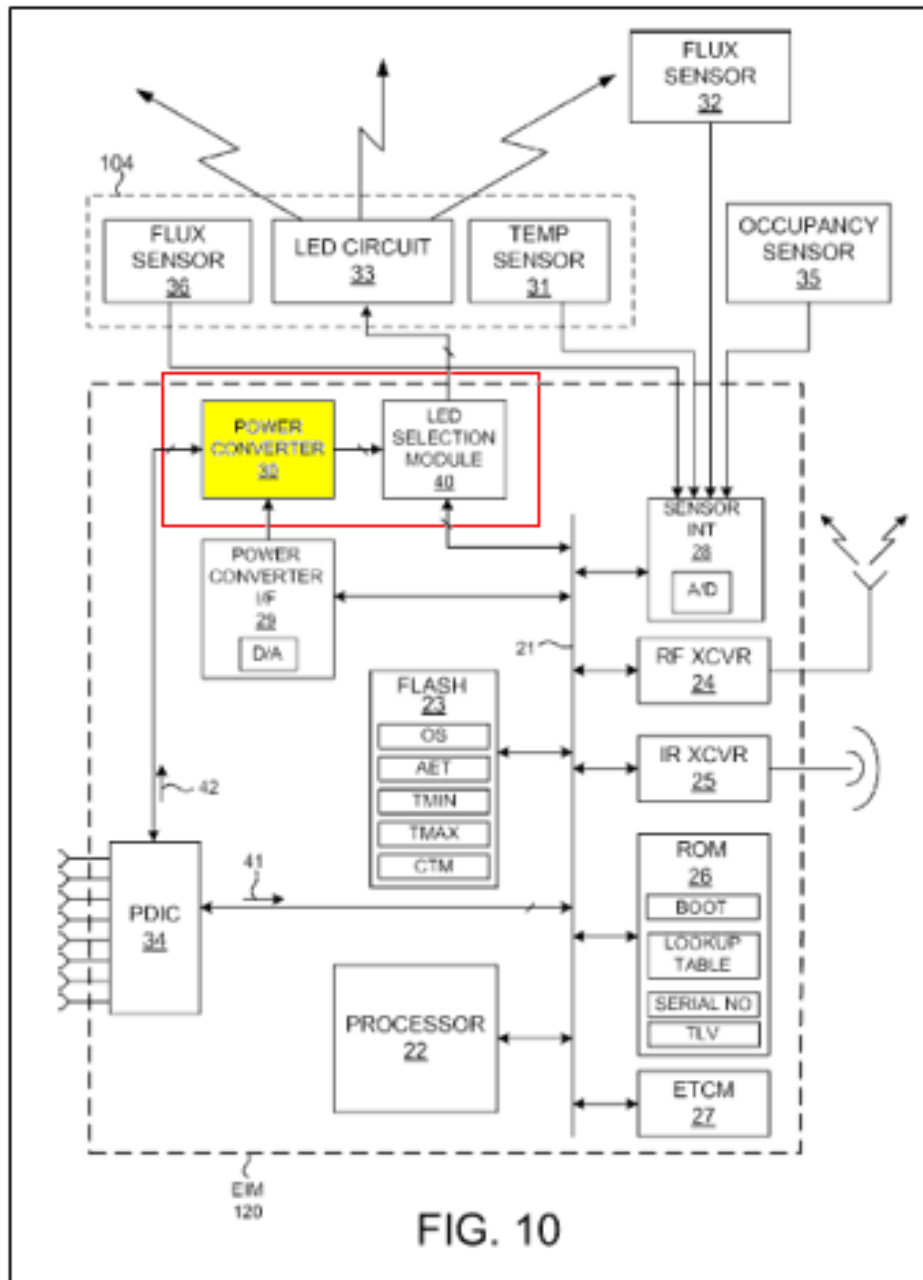 FLUX
SENSOR
32
104
FLUX
SENSOR
36
LED CIRCUIT
33
TEMP
SENSOR
31
OCCUPANCY
SENSOR
35
POWER
CONVERTER
30
LED
SELECTION
MODULE
40
SENSOR
INT
28
A/D
POWER
CONVERTER
I/F
29
D/A
21
RF XCVR
24
FLASH
23
OS
AET
TMIN
TMAX
CTM
IR XCVR
25
42
41
PDIC
34
ROM
26
BOOT
LOOKUP
TABLE
SERIAL NO
TLV
PROCESSOR
22
ETCM
27
EIM
120
FIG. 10